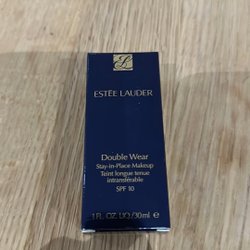 ESTĒE LAUDER
Double Wear
Stay-in-Place Makeup
Teint longue tenue
intransférable
SPF 10
1 FL. OZ. LIQ./30ml ℮